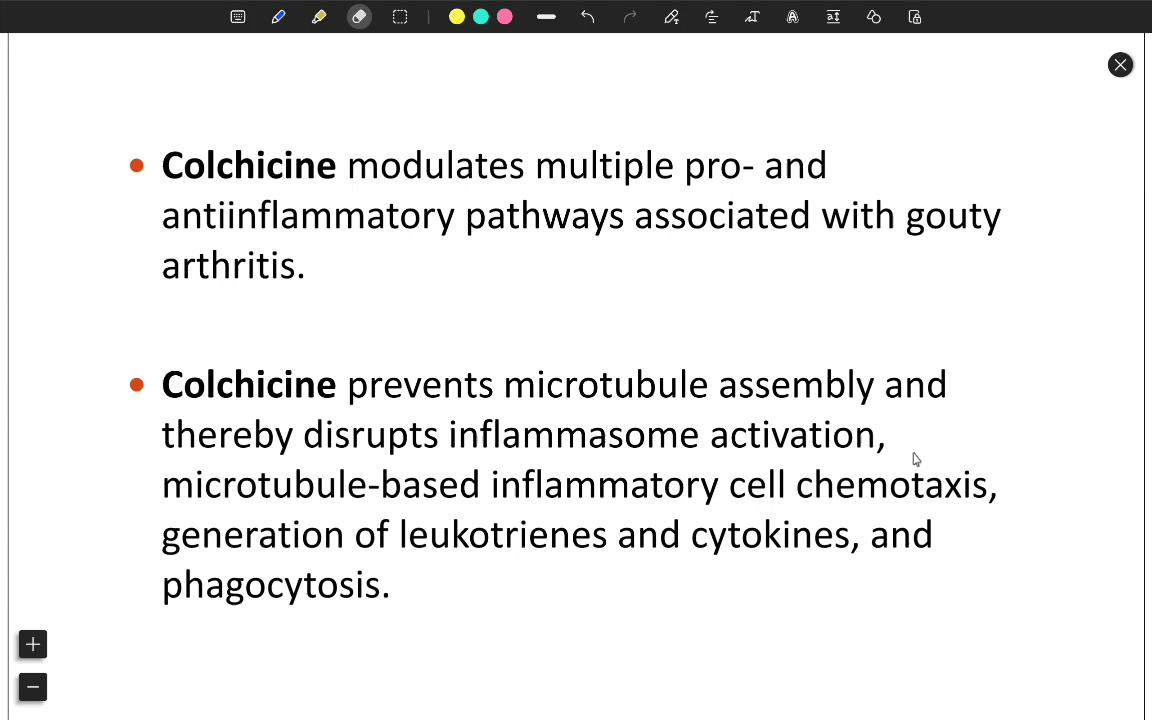 • Colchicine modulates multiple pro- and
antiinflammatory pathways associated with gouty
arthritis.
• Colchicine prevents microtubule assembly and
thereby disrupts inflammasome activation,
microtubule-based inflammatory cell chemotaxis,
generation of leukotrienes and cytokines, and
phagocytosis.